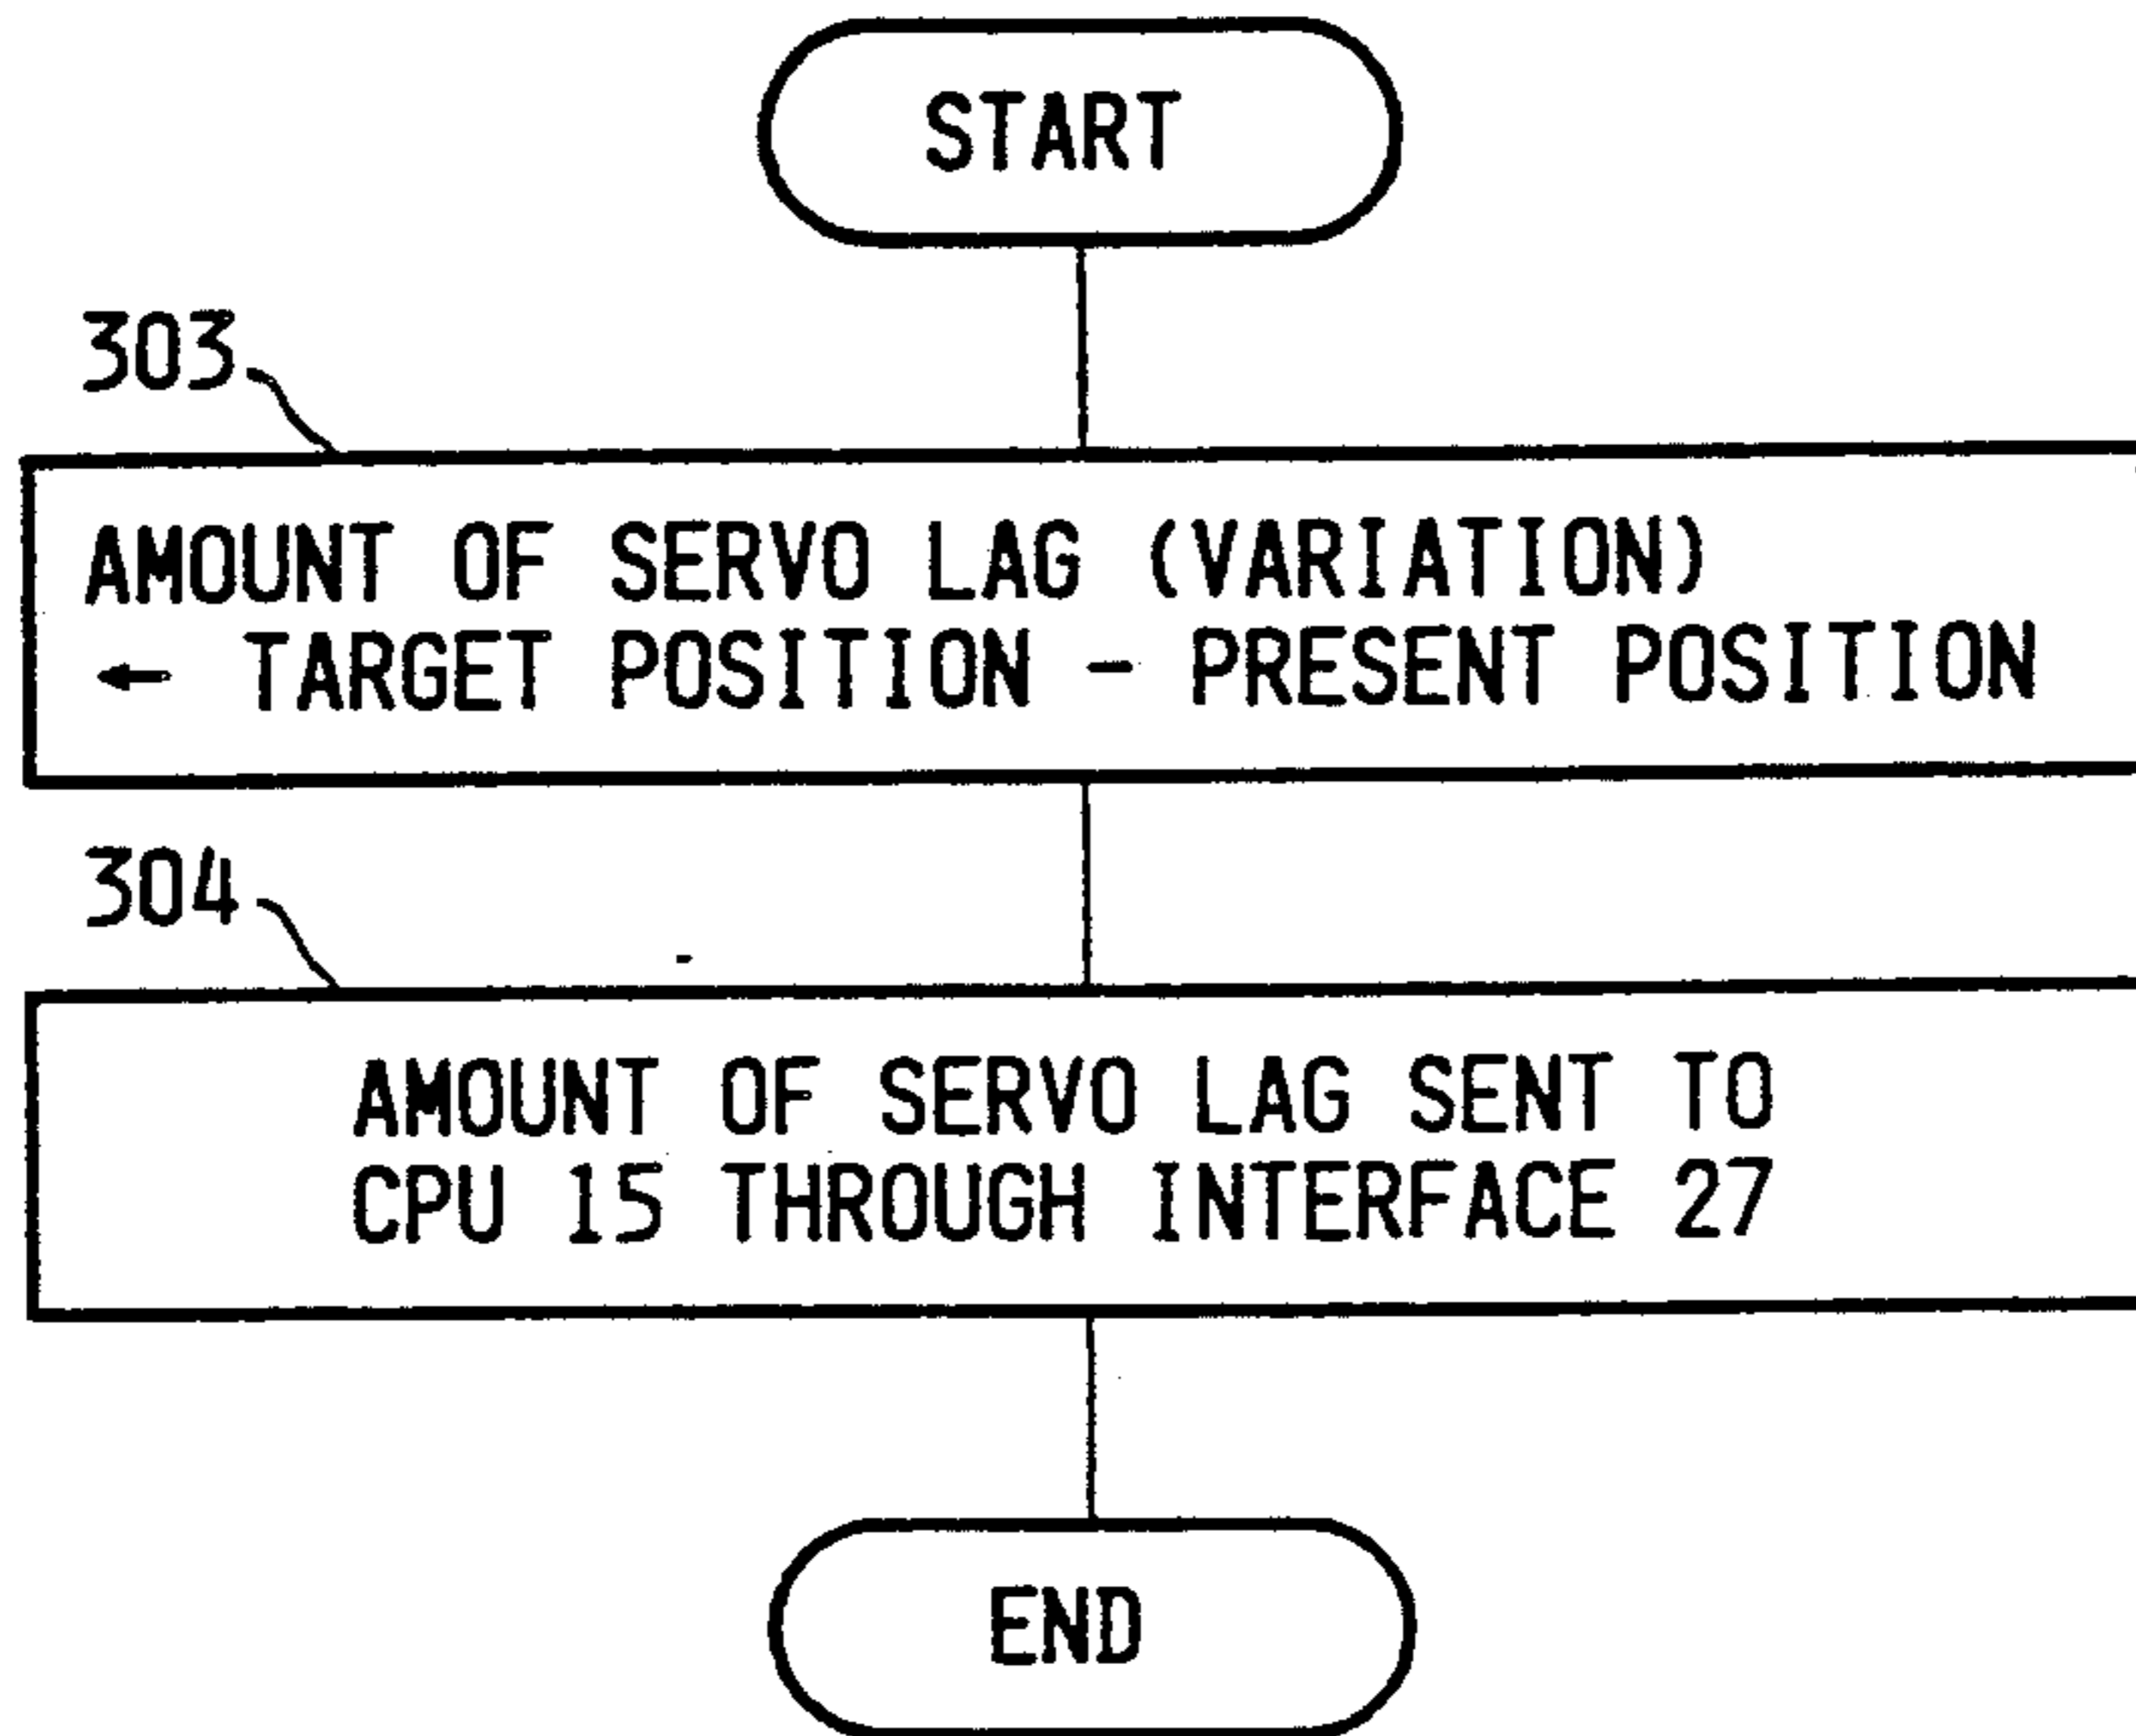 START
303
AMOUNT OF SERVO LAG (VARIATION)
← TARGET POSITION - PRESENT POSITION
304
AMOUNT OF SERVO LAG SENT TO
CPU 15 THROUGH INTERFACE 27
END